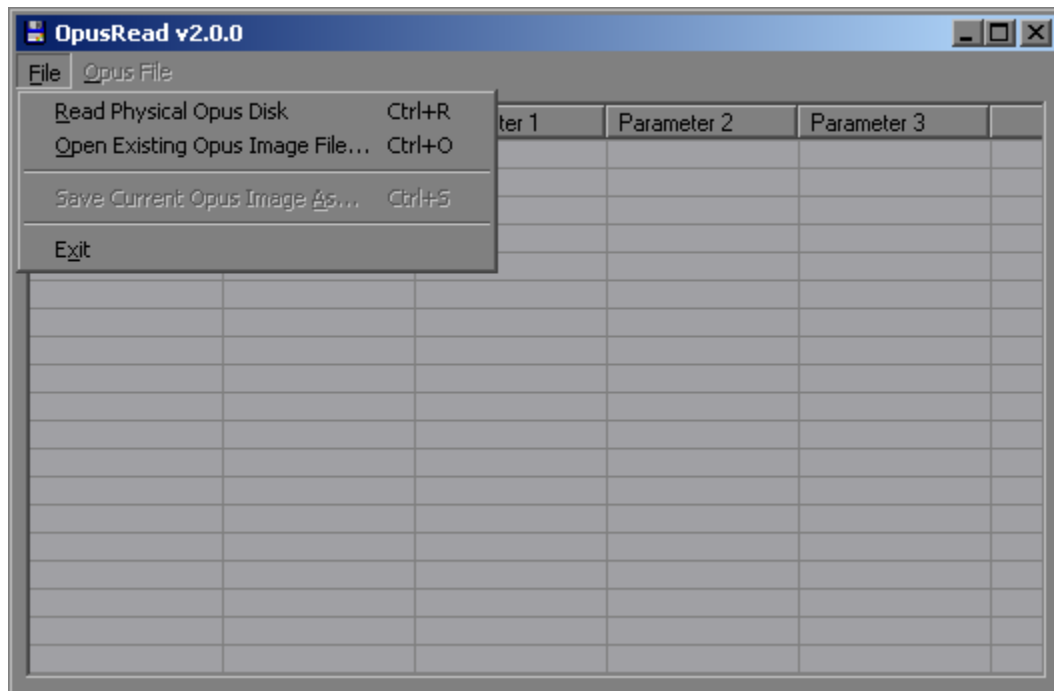 OpusRead v2.0.0
File Opus File
Read Physical Opus Disk Ctrl+R
Open Existing Opus Image File... Ctrl+O
Save Current Opus Image As... Ctrl+S
Exit
ter 1 Parameter 2 Parameter 3